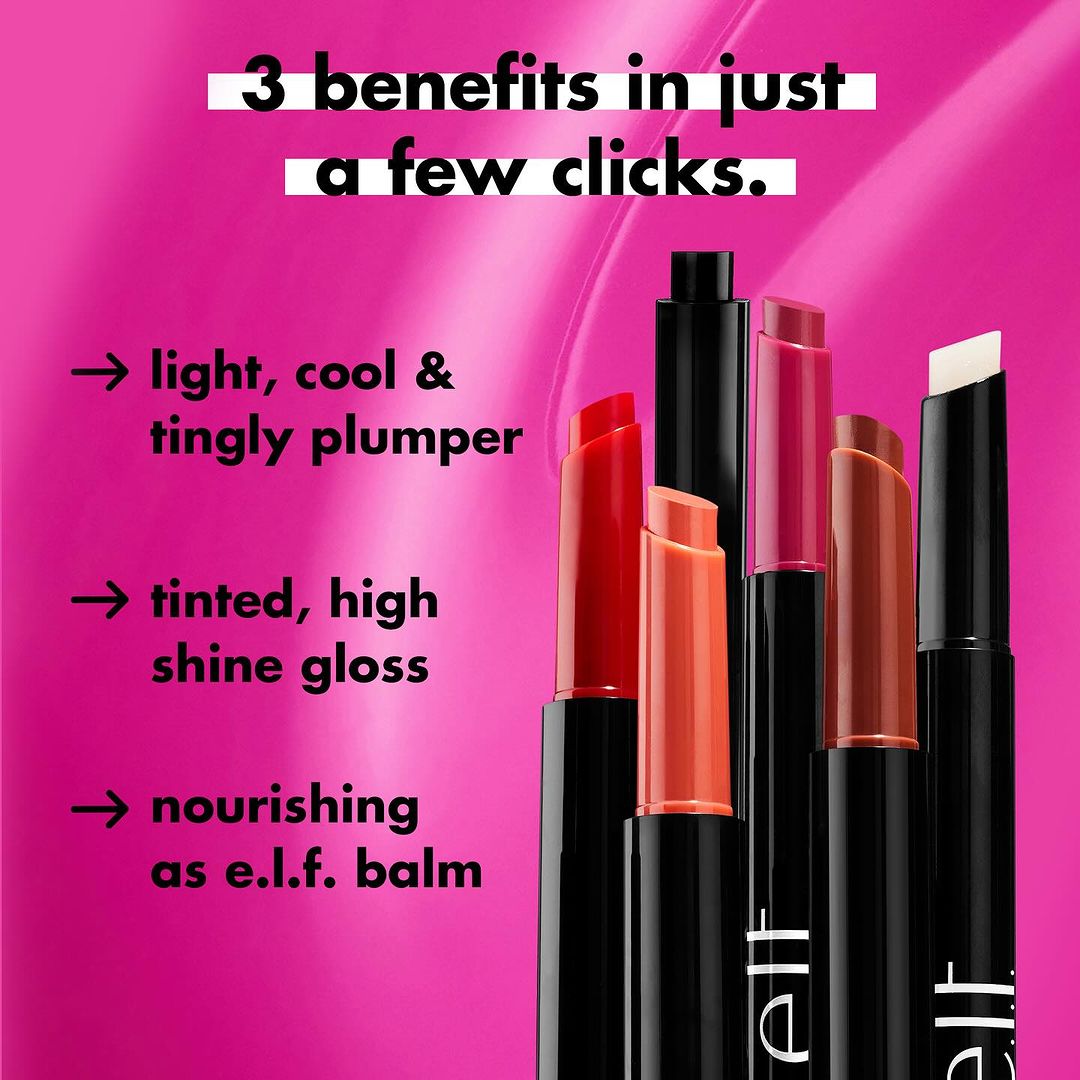 3 benefits in just
a few clicks.
→ light, cool &
tingly plumper
→ tinted, high
shine gloss
→ nourishing
as e.l.f. balm